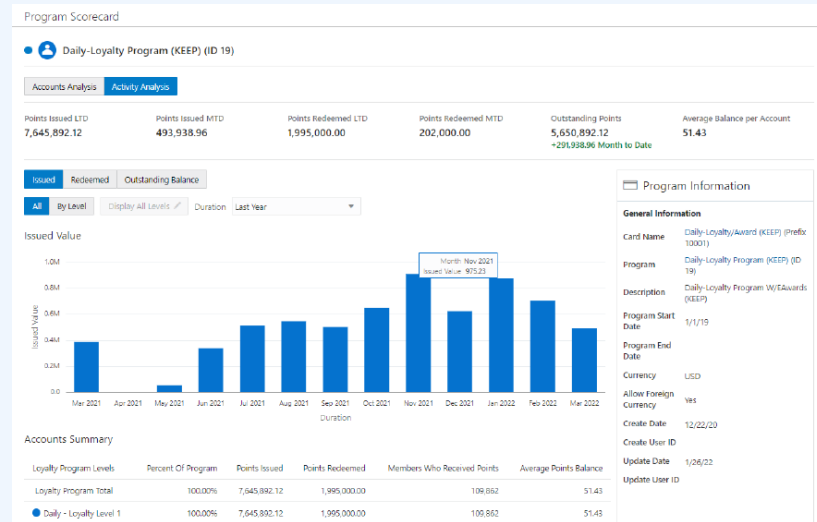 Program Scorecard
Daily-Loyalty Program (KEEP) (ID 19)
Accounts Analysis Activity Analysis
Points Issued LTD Points Issued MTD Points Redeemed LTD Points Redeemed MTD Outstanding Points Average Balance per Account
7,645,892.12 493,938.96 1,995,000.00 202,000.00 5,650,892.12 51.43
+291,938.96 Month to Date
Issued Redeemed Outstanding Balance
All By Level Display All Levels Duration Last Year
Issued Value
Month Nov 2021
Issued Value 975.23
1.0M
0.8M
0.6M
0.4M
0.2M
0.0
Issued Value
Mar 2021 Apr 2021 May 2021 Jun 2021 Jul 2021 Aug 2021 Sep 2021 Oct 2021 Nov 2021 Dec 2021 Jan 2022 Feb 2022 Mar 2022
Duration
Accounts Summary
Loyalty Program Levels Percent Of Program Points Issued Points Redeemed Members Who Received Points Average Points Balance
Loyalty Program Total 100.00% 7,645,892.12 1,995,000.00 109,862 51.43
Daily - Loyalty Level 1 100.00% 7,645,892.12 1,995,000.00 109,862 51.43
Program Information
General Information
Card Name Daily-Loyalty/Award (KEEP) (Prefix
10001)
Program Daily-Loyalty Program (KEEP) (ID
19)
Description Daily-Loyalty Program W/EAwards
(KEEP)
Program Start
Date 1/1/19
Program End
Date
Currency USD
Allow Foreign
Currency yes
Create Date 12/22/20
Create User ID
Update Date 1/26/22
Update User ID